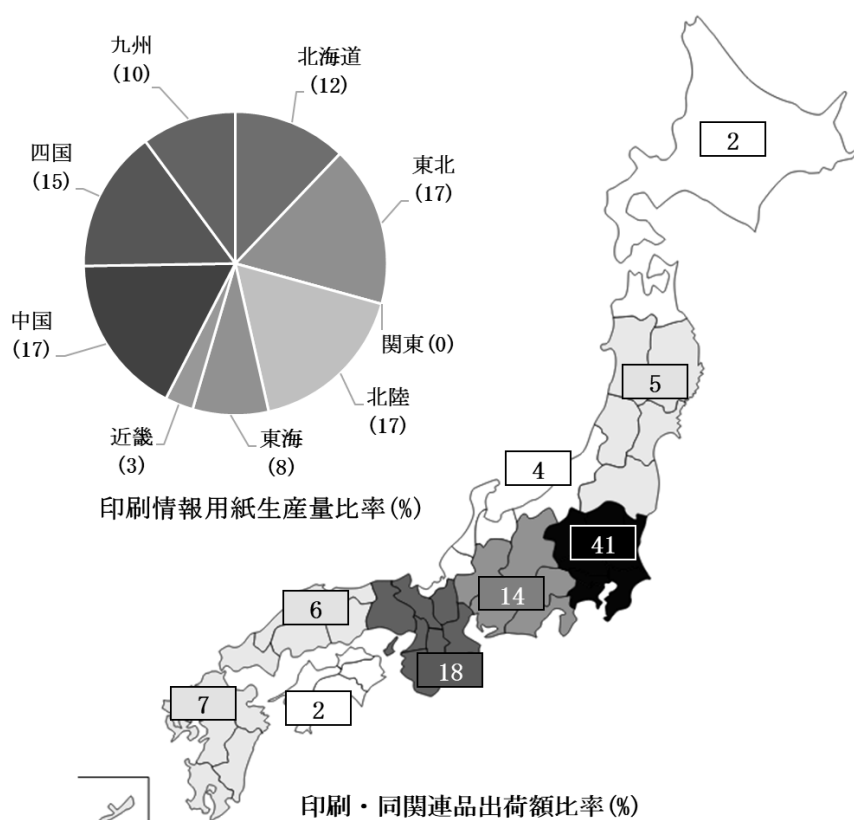 九州
(10)
北海道
(12)
四国
(15)
東北
(17)
中国
(17)
関東(0)
北陸
(17)
近畿
(3)
東海
(8)
印刷情報用紙生産量比率(%)
2
5
4
41
14
6
18
7
2
印刷・同関連品出荷額比率(%)